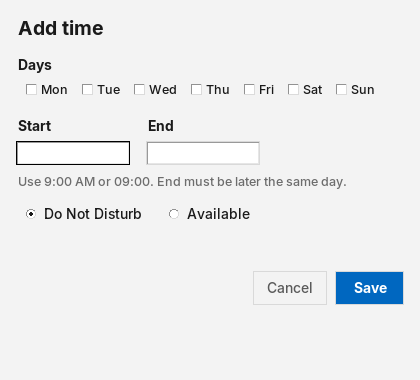 Add time
Days
Mon Tue Wed Thu Fri Sat Sun
Start End
Use 9:00 AM or 09:00. End must be later the same day.
Do Not Disturb Available
Cancel Save